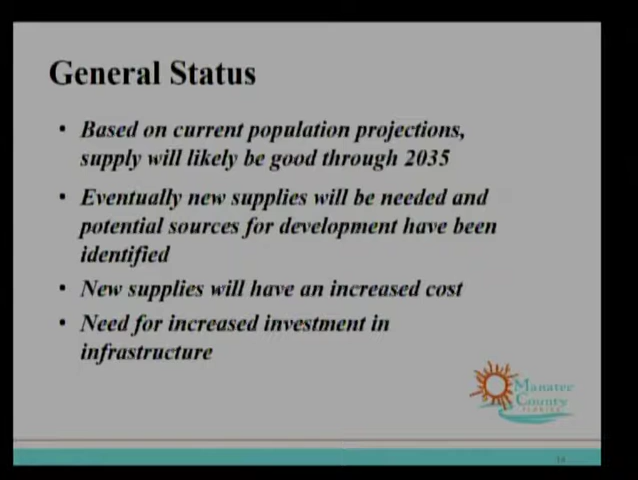 General Status
• Based on current population projections,
supply will likely be good through 2035
• Eventually new supplies will be needed and
potential sources for development have been
identified
• New supplies will have an increased cost
• Need for increased investment in
infrastructure
Manatee
County
FLORIDA